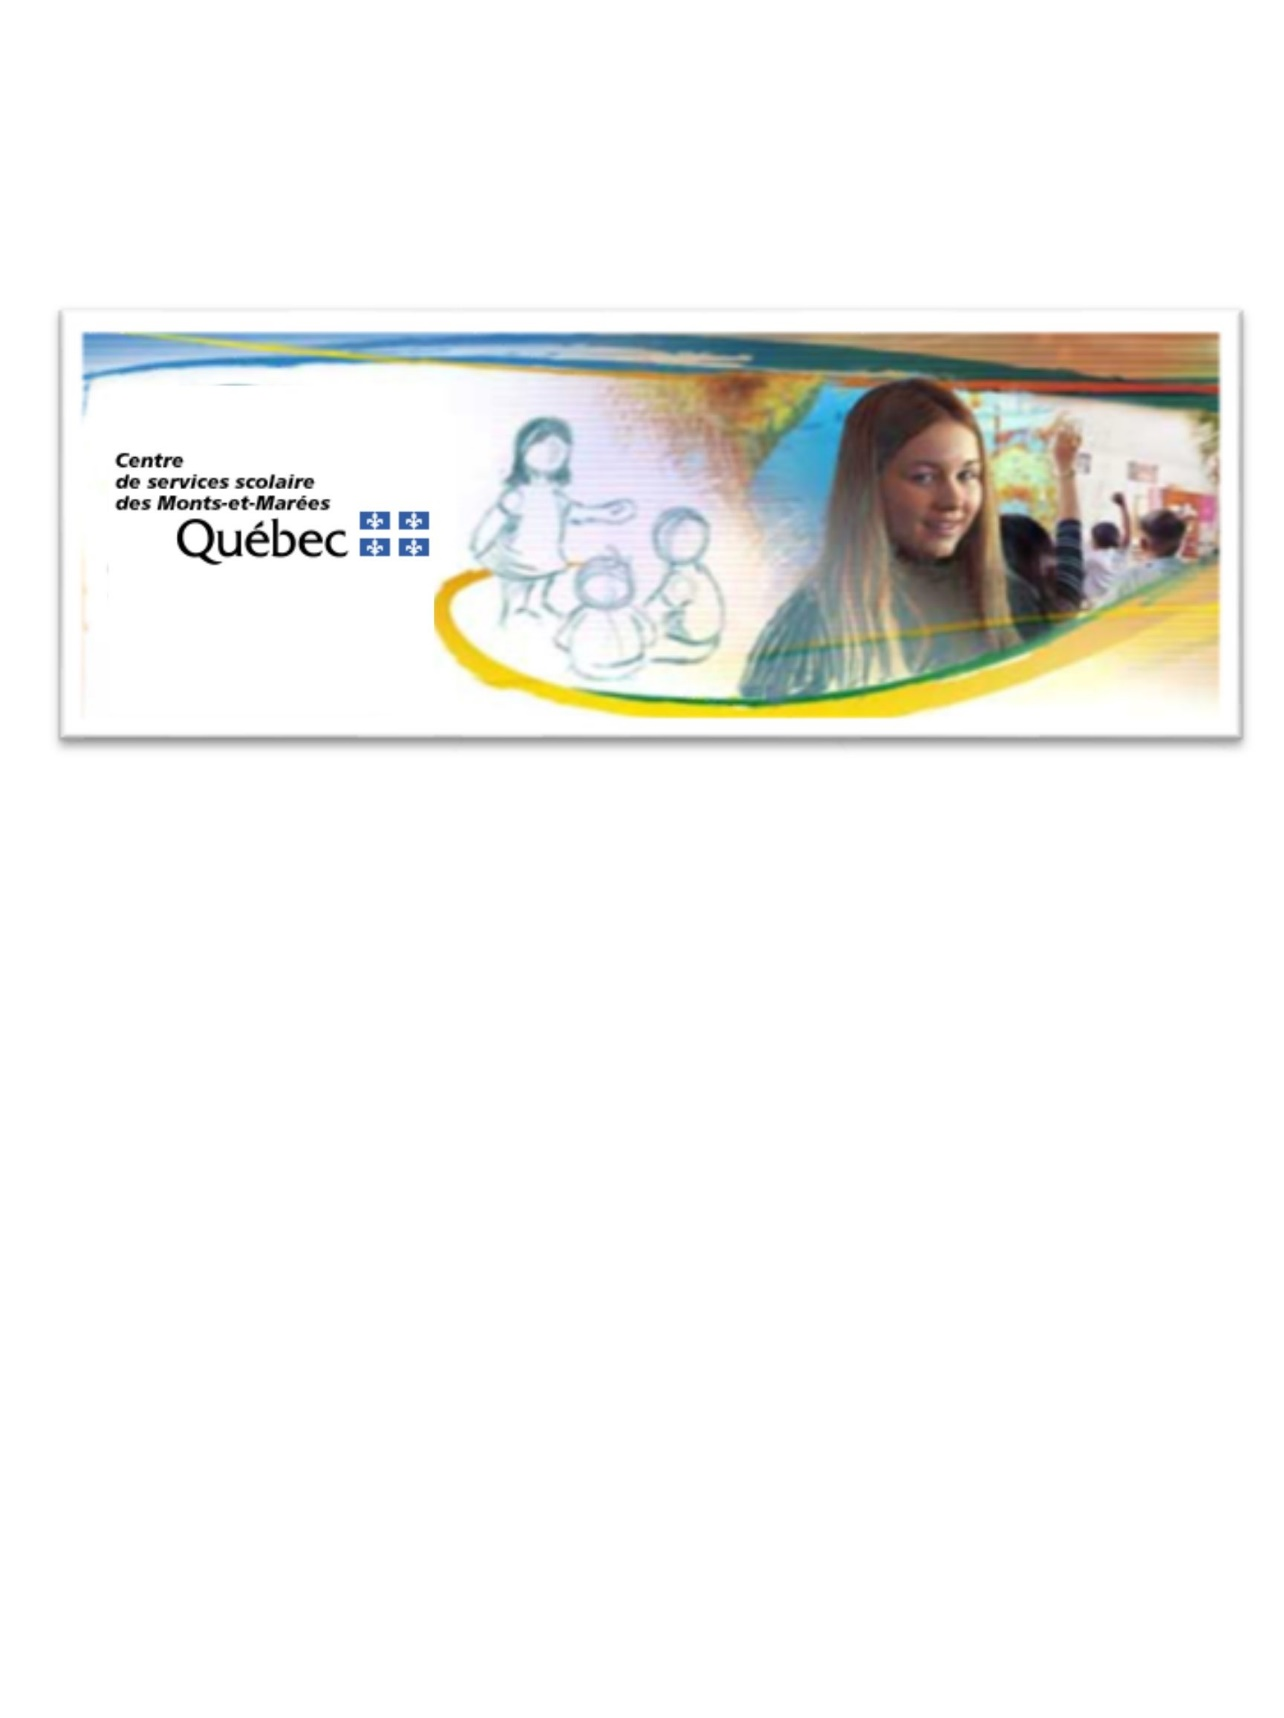 Centre
de services scolaire
des Monts-et-Marées
Québec